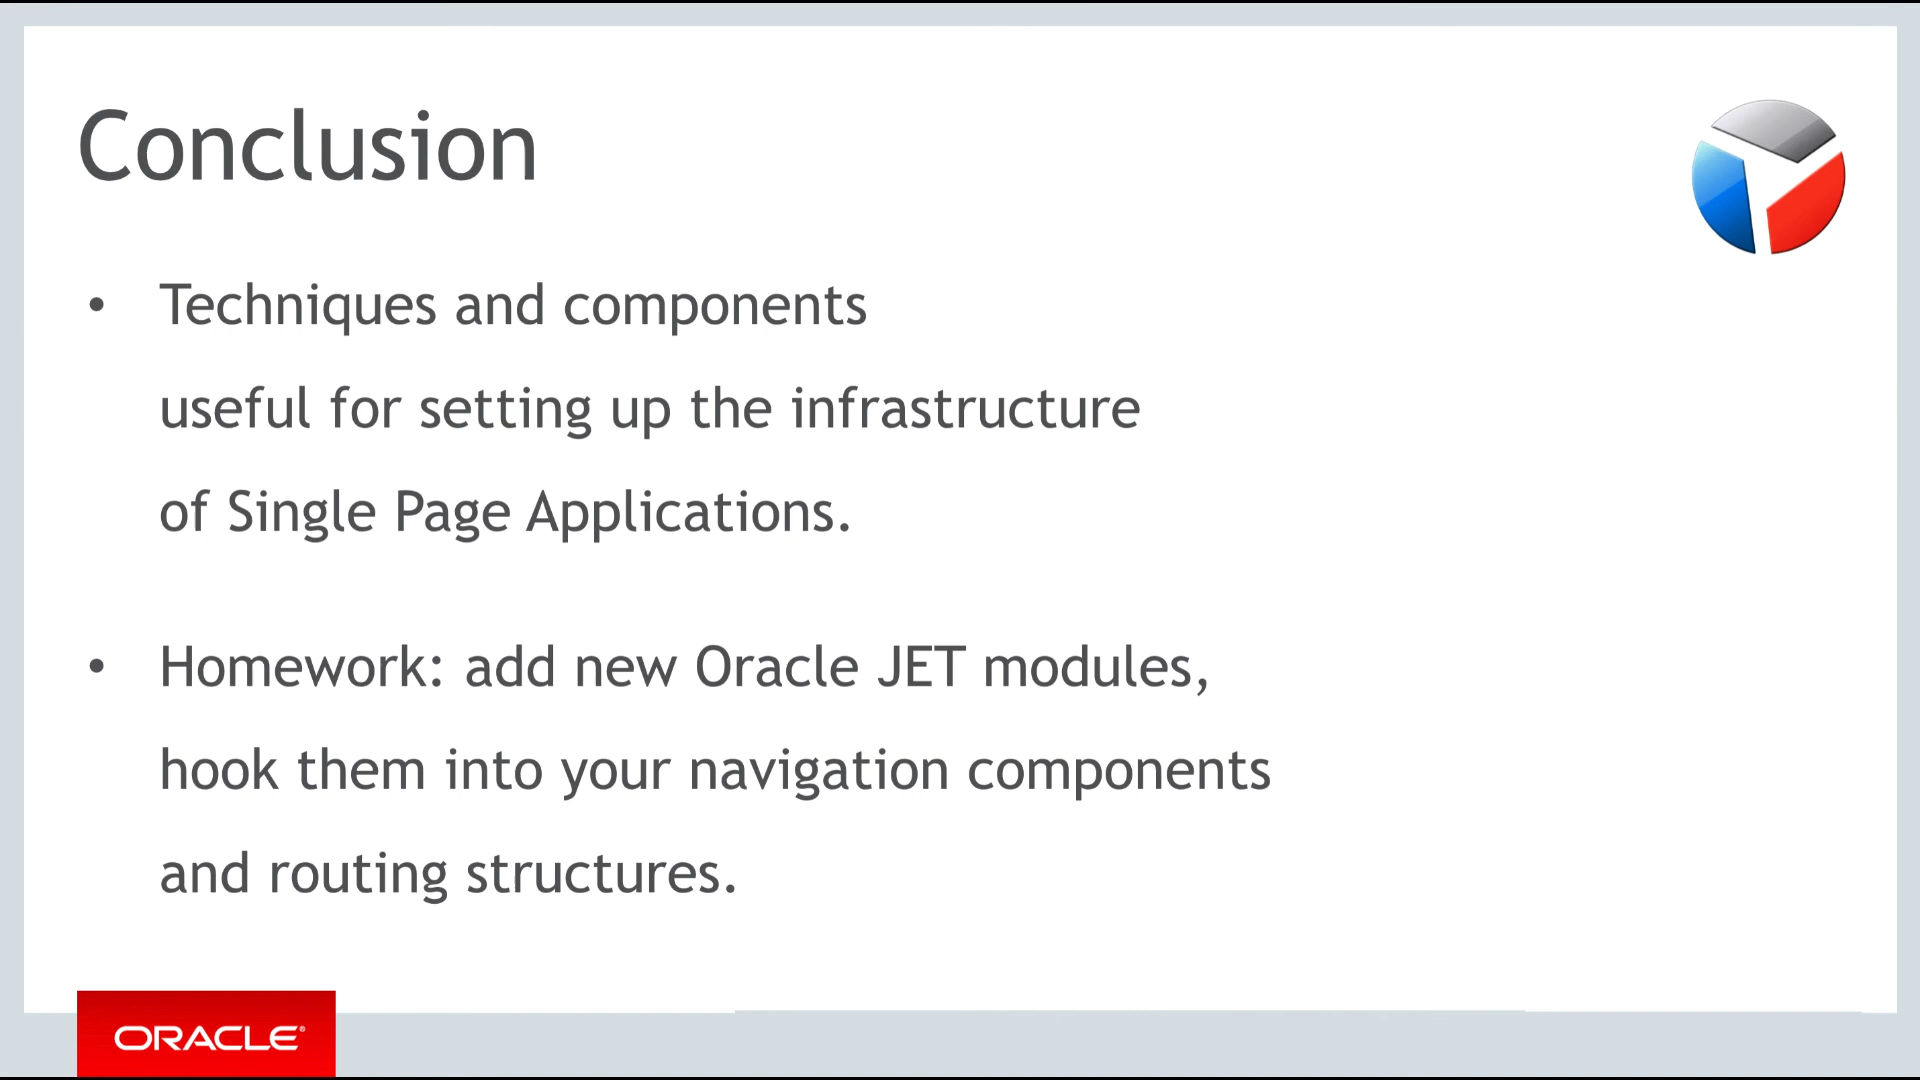 Conclusion
• Techniques and components
useful for setting up the infrastructure
of Single Page Applications.
• Homework: add new Oracle JET modules,
hook them into your navigation components
and routing structures.
ORACLE®